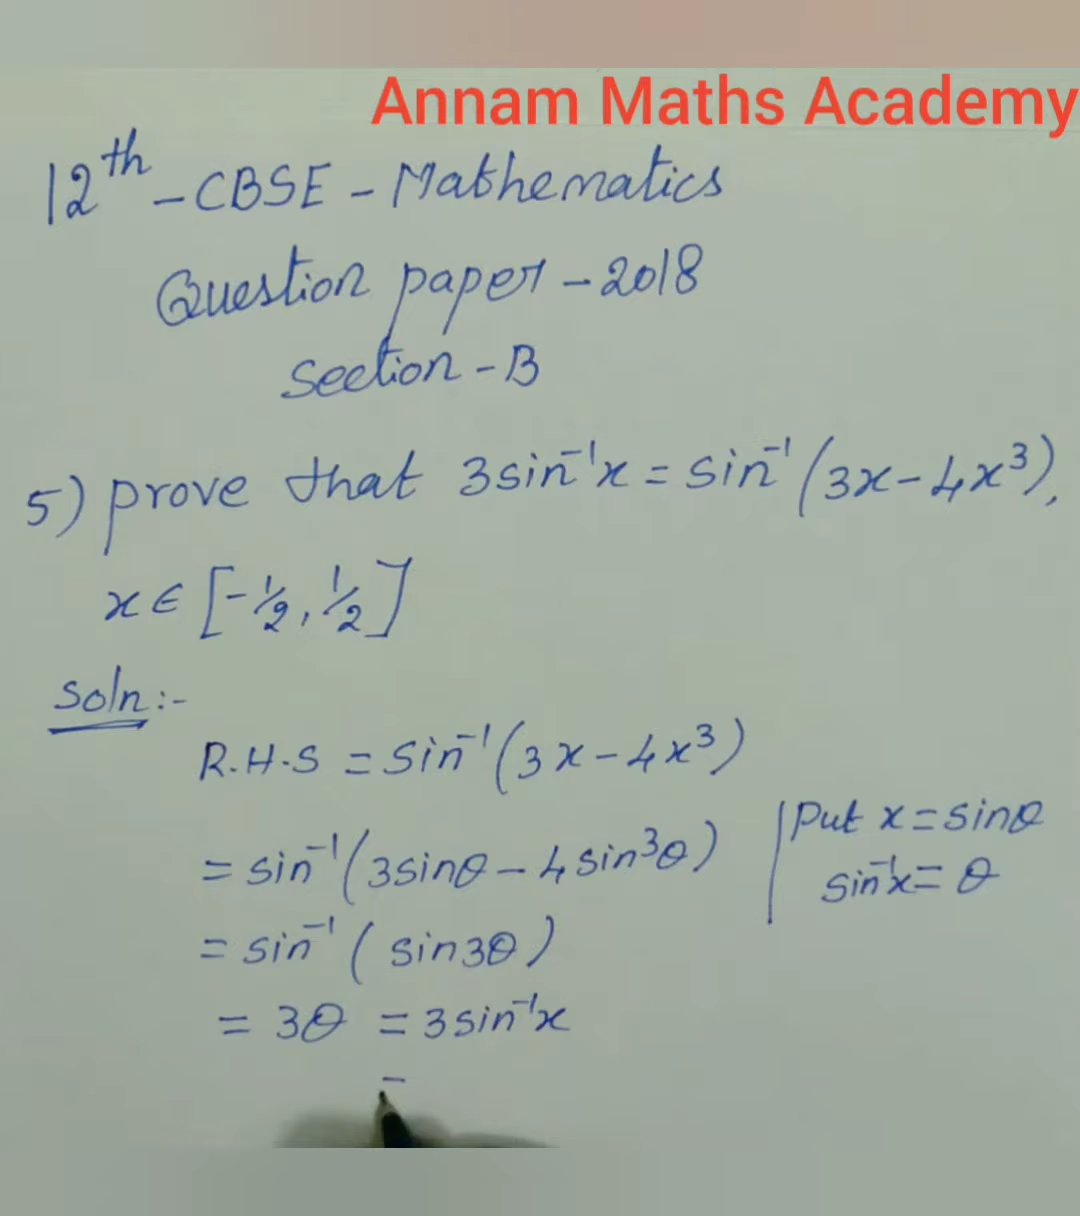 Annam Maths Academy
12th - CBSE - Mathematics
Question paper - 2018
Section - B
5) prove that 3sin⁻¹x = sin⁻¹(3x - 4x³),
x ∈ [-1/2, 1/2]
Soln :-
R.H.S = sin⁻¹(3x - 4x³)
= sin⁻¹(3sinθ - 4sin³θ) | Put x = sinθ
sin⁻¹x = θ
= sin⁻¹( sin3θ )
= 3θ = 3sin⁻¹x
=